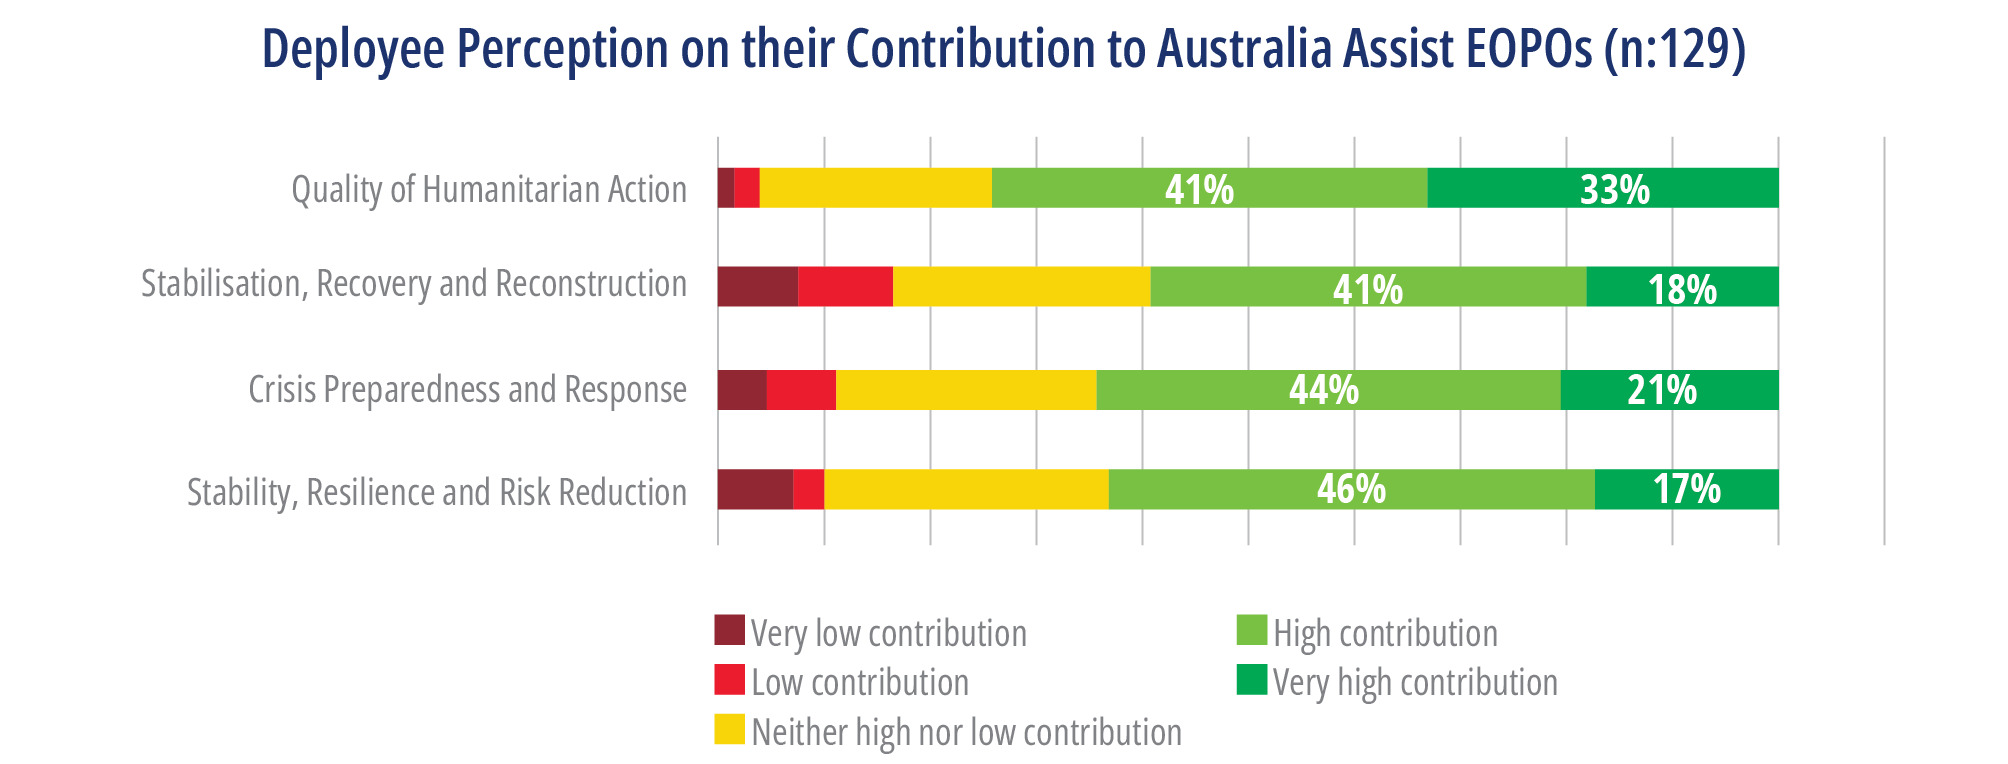 Deployee Perception on their Contribution to Australia Assist EOPOs (n:129)
Quality of Humanitarian Action
41%
33%
Stabilisation, Recovery and Reconstruction
41%
18%
Crisis Preparedness and Response
44%
21%
Stability, Resilience and Risk Reduction
46%
17%
Very low contribution
Low contribution
Neither high nor low contribution
High contribution
Very high contribution